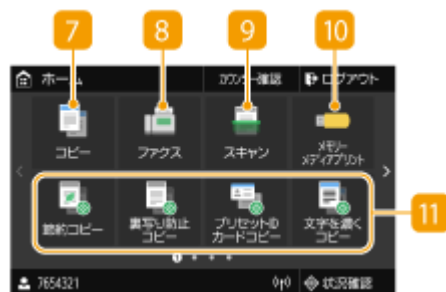 7 8 9 10
ホーム カウンター確認 ログアウト
コピー ファクス スキャン メモリー
メディアプリント
節約コピー 裏写り防止
コピー プリセットID
カードコピー 文字を濃く
コピー
11
7654321 状況確認